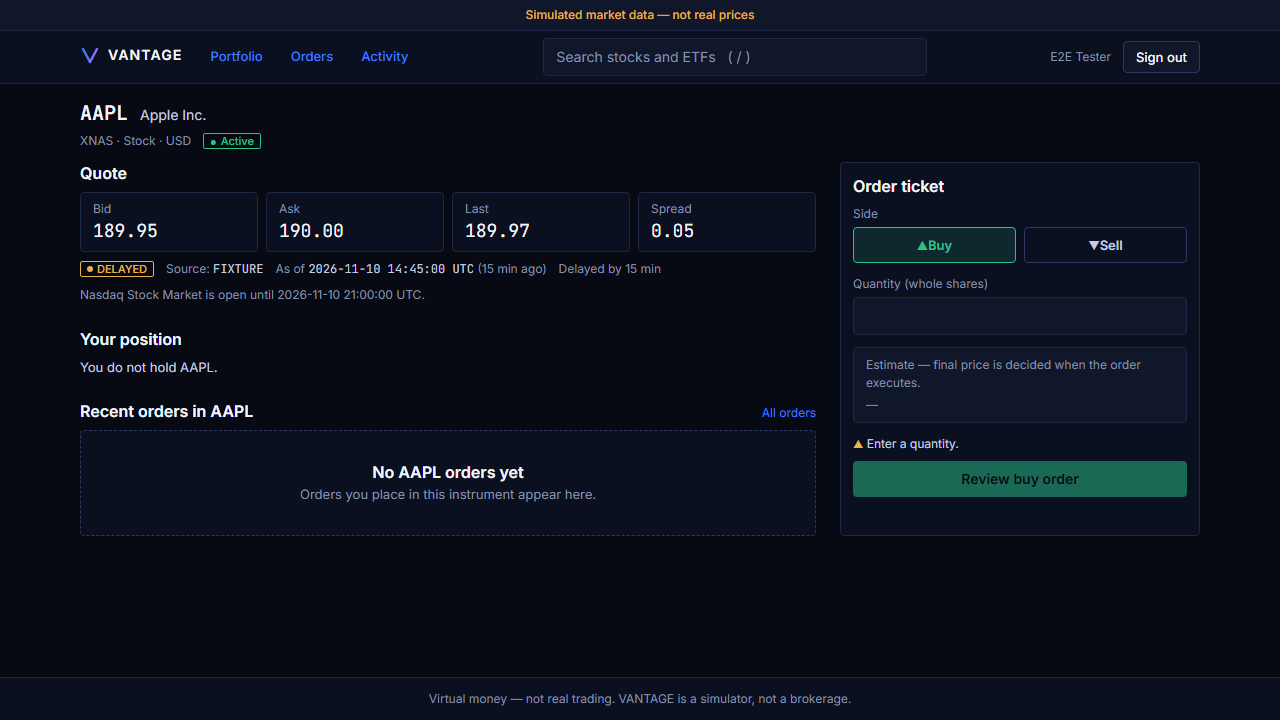 Simulated market data — not real prices
VANTAGE Portfolio Orders Activity Search stocks and ETFs ( / ) E2E Tester Sign out
AAPL Apple Inc.
XNAS · Stock · USD Active
Quote
Bid Ask Last Spread
189.95 190.00 189.97 0.05
DELAYED Source: FIXTURE As of 2026-11-10 14:45:00 UTC (15 min ago) Delayed by 15 min
Nasdaq Stock Market is open until 2026-11-10 21:00:00 UTC.
Your position
You do not hold AAPL.
Recent orders in AAPL All orders
No AAPL orders yet
Orders you place in this instrument appear here.
Order ticket
Side
▲Buy ▼Sell
Quantity (whole shares)
Estimate — final price is decided when the order
executes.
—
▲ Enter a quantity.
Review buy order
Virtual money — not real trading. VANTAGE is a simulator, not a brokerage.